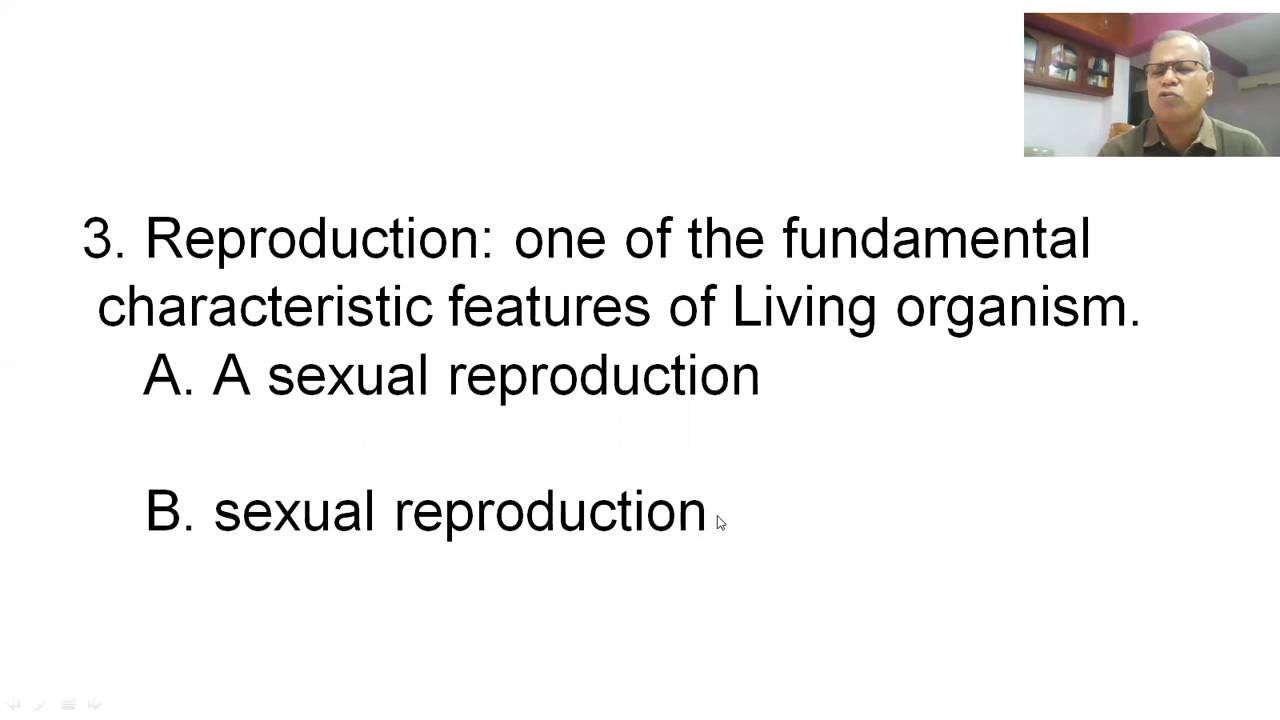 3. Reproduction: one of the fundamental
characteristic features of Living organism.
A. A sexual reproduction
B. sexual reproduction